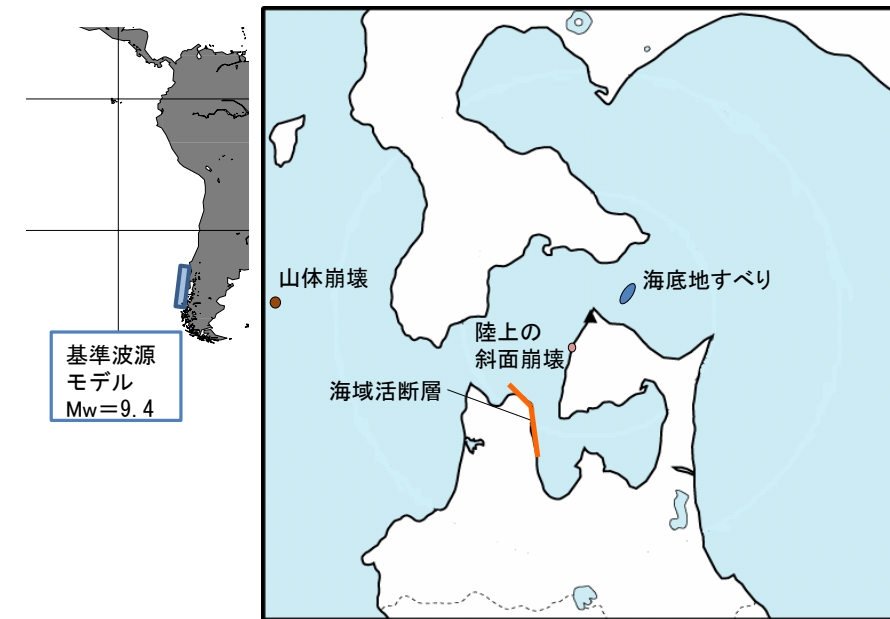 山体崩壊
海底地すべり
陸上の
斜面崩壊
海域活断層
基準波源
モデル
Mw＝9.4